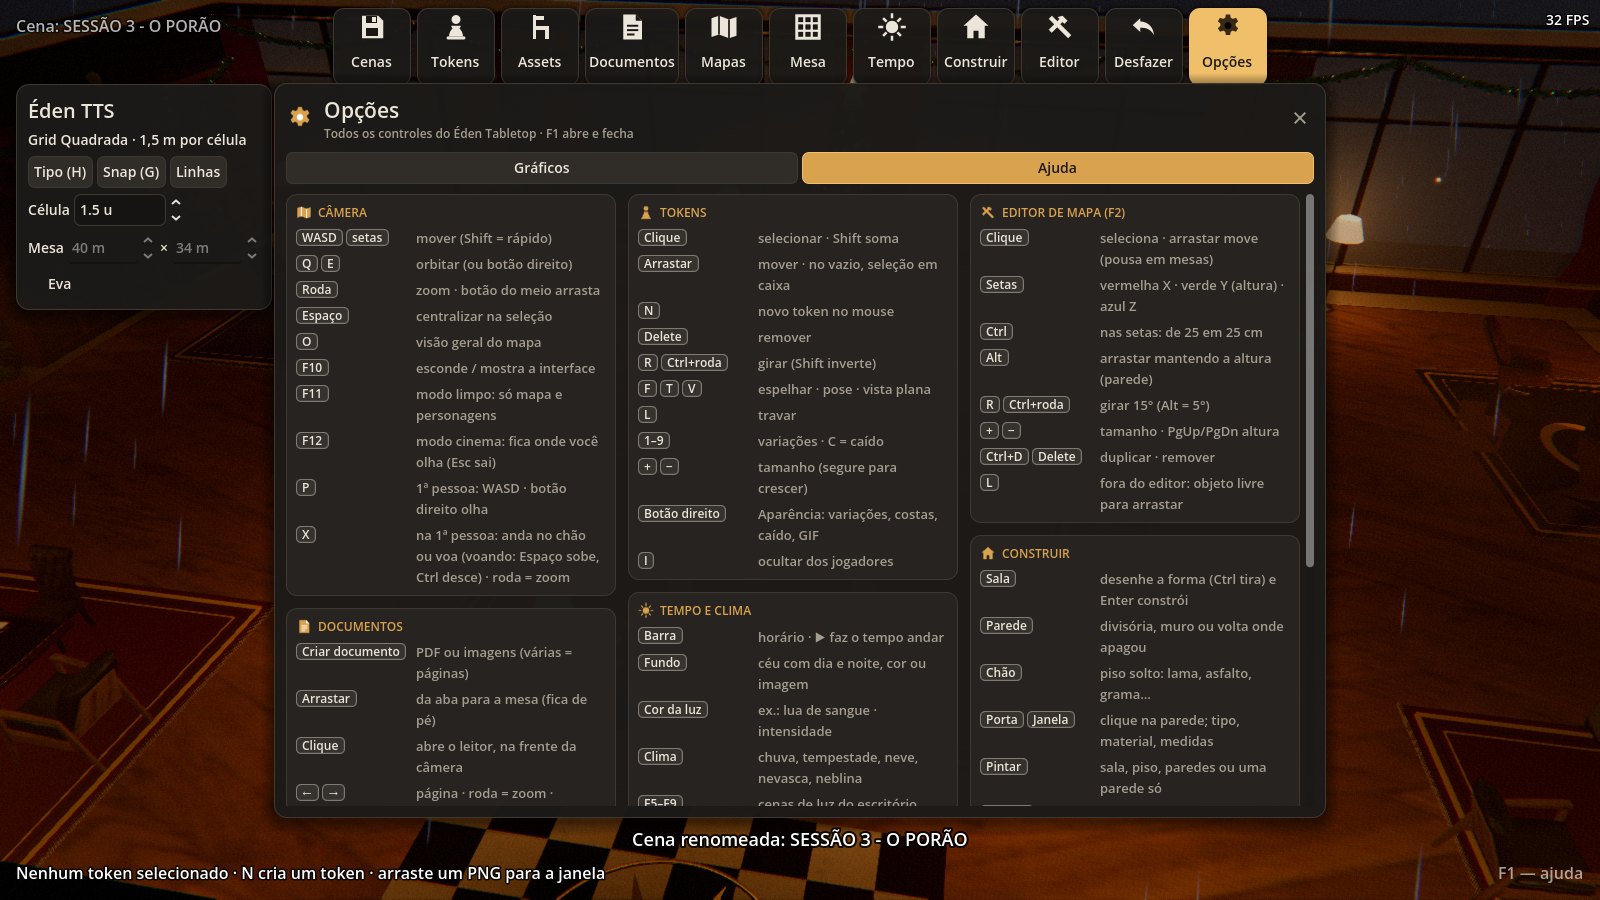 Cena: SESSÃO 3 - O PORÃO
32 FPS
Cenas
Tokens
Assets
Documentos
Mapas
Mesa
Tempo
Construir
Editor
Desfazer
Opções
Éden TTS
Grid Quadrada · 1,5 m por célula
Tipo (H) Snap (G) Linhas
Célula 1.5 u
Mesa 40 m × 34 m
Eva
Opções
Todos os controles do Éden Tabletop · F1 abre e fecha
Gráficos
Ajuda
CÂMERA
WASD setas mover (Shift = rápido)
Q E orbitar (ou botão direito)
Roda zoom · botão do meio arrasta
Espaço centralizar na seleção
O visão geral do mapa
F10 esconde / mostra a interface
F11 modo limpo: só mapa e
personagens
F12 modo cinema: fica onde você
olha (Esc sai)
P 1ª pessoa: WASD · botão
direito olha
X na 1ª pessoa: anda no chão
ou voa (voando: Espaço sobe,
Ctrl desce) · roda = zoom
DOCUMENTOS
Criar documento PDF ou imagens (várias =
páginas)
Arrastar da aba para a mesa (fica de
pé)
Clique abre o leitor, na frente da
câmera
← → página · roda = zoom ·
TOKENS
Clique selecionar · Shift soma
Arrastar mover · no vazio, seleção em
caixa
N novo token no mouse
Delete remover
R Ctrl+roda girar (Shift inverte)
F T V espelhar · pose · vista plana
L travar
1–9 variações · C = caído
+ − tamanho (segure para
crescer)
Botão direito Aparência: variações, costas,
caído, GIF
I ocultar dos jogadores
TEMPO E CLIMA
Barra horário · ▶ faz o tempo andar
Fundo céu com dia e noite, cor ou
imagem
Cor da luz ex.: lua de sangue ·
intensidade
Clima chuva, tempestade, neve,
nevasca, neblina
F5–F9 cenas de luz do escritório
EDITOR DE MAPA (F2)
Clique seleciona · arrastar move
(pousa em mesas)
Setas vermelha X · verde Y (altura) ·
azul Z
Ctrl nas setas: de 25 em 25 cm
Alt arrastar mantendo a altura
(parede)
R Ctrl+roda girar 15° (Alt = 5°)
+ − tamanho · PgUp/PgDn altura
Ctrl+D Delete duplicar · remover
L fora do editor: objeto livre
para arrastar
CONSTRUIR
Sala desenhe a forma (Ctrl tira) e
Enter constrói
Parede divisória, muro ou volta onde
apagou
Chão piso solto: lama, asfalto,
grama...
Porta Janela clique na parede; tipo,
material, medidas
Pintar sala, piso, paredes ou uma
parede só
Cena renomeada: SESSÃO 3 - O PORÃO
Nenhum token selecionado · N cria um token · arraste um PNG para a janela
F1 — ajuda